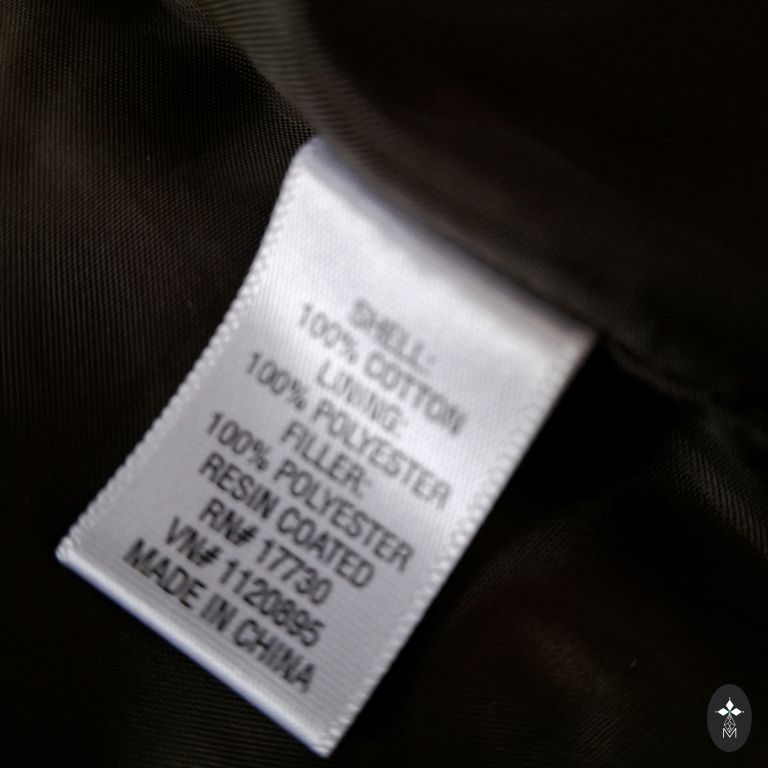 SHELL:
100% COTTON
LINING:
100% POLYESTER
FILLER:
100% POLYESTER
RESIN COATED
RN# 17730
VN# 1120895
MADE IN CHINA
M